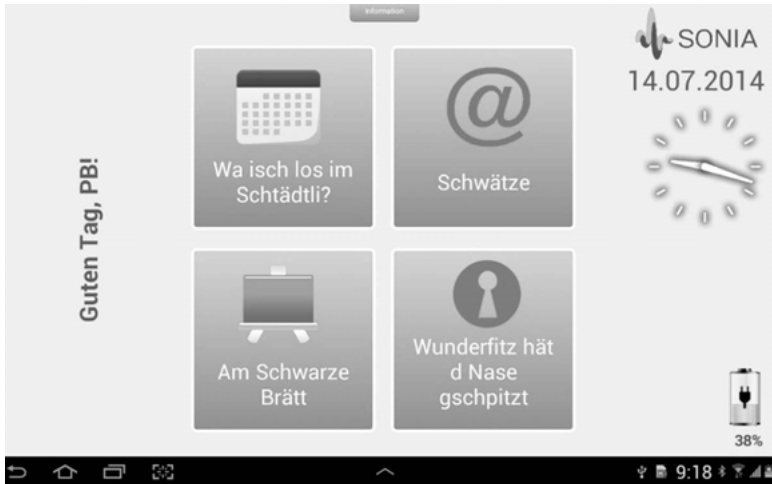 Information
SONIA
14.07.2014
Guten Tag, PB!
Wa isch los im
Schtädtli?
Schwätze
Am Schwarze
Brätt
Wunderfitz hät
d Nase
gschpitzt
38%
9:18